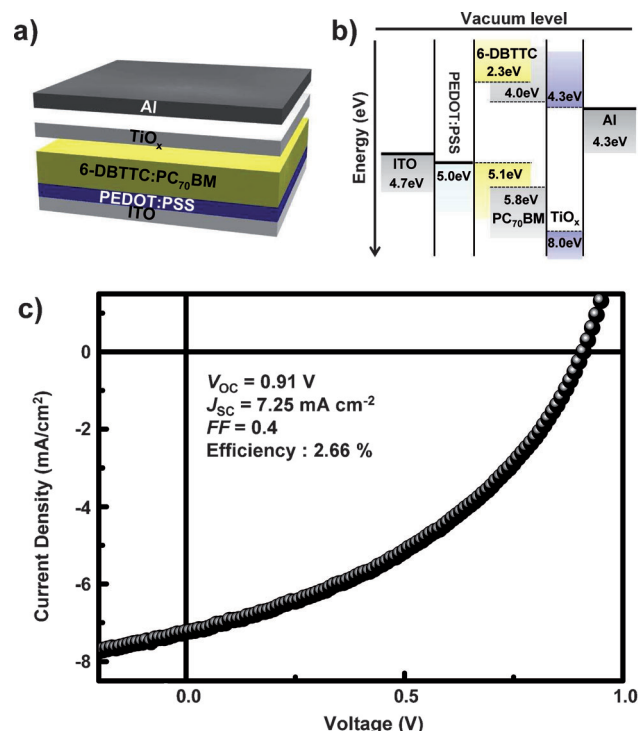 a)
Al
TiOx
6-DBTTC:PC70BM
PEDOT:PSS
ITO
b)
Vacuum level
Energy (eV)
ITO
4.7eV
PEDOT:PSS
5.0eV
6-DBTTC
2.3eV
4.0eV
5.1eV
5.8eV
PC70BM
4.3eV
TiOx
8.0eV
Al
4.3eV
c)
VOC = 0.91 V
JSC = 7.25 mA cm-2
FF = 0.4
Efficiency : 2.66 %
Current Density (mA/cm2)
0
-2
-4
-6
-8
0.0
0.5
1.0
Voltage (V)